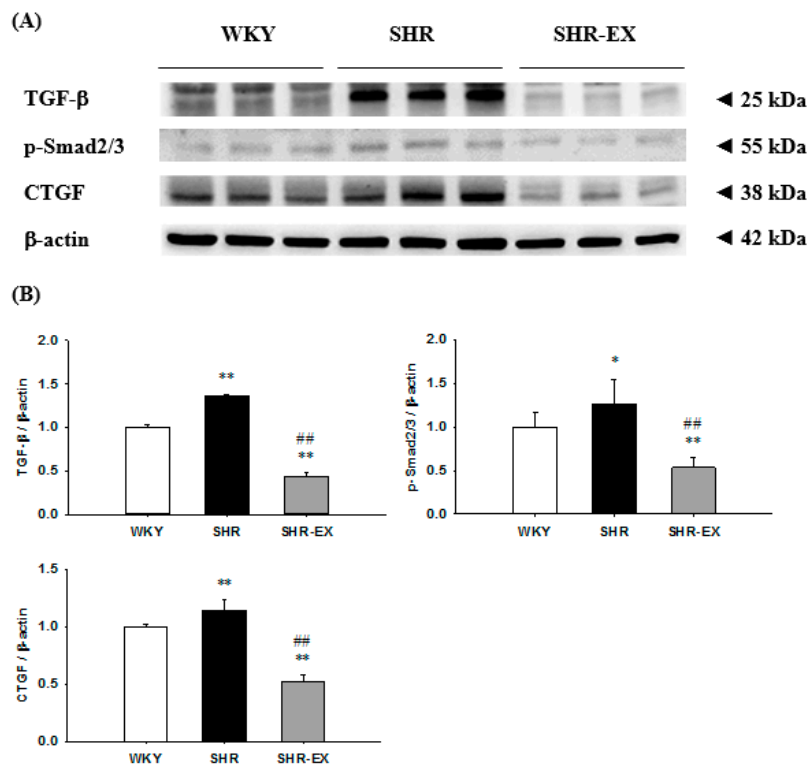 (A)
WKY SHR SHR-EX
TGF-β ◄ 25 kDa
p-Smad2/3 ◄ 55 kDa
CTGF ◄ 38 kDa
β-actin ◄ 42 kDa
(B)
TGF-β / β-actin
2.0
1.5
1.0
0.5
0.0
**
##
**
WKY SHR SHR-EX
p-Smad2/3 / β-actin
2.0
1.5
1.0
0.5
0.0
*
##
**
WKY SHR SHR-EX
CTGF / β-actin
1.5
1.0
0.5
0.0
**
##
**
WKY SHR SHR-EX